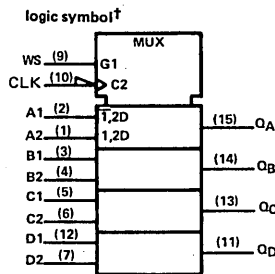 logic symbol†
MUX
WS (9) G1
CLK (10) C2
A1 (2) 1̅,2D (15) QA
A2 (1) 1,2D
B1 (3) (14) QB
B2 (4)
C1 (5) (13) QC
C2 (6)
D1 (12) (11) QD
D2 (7)